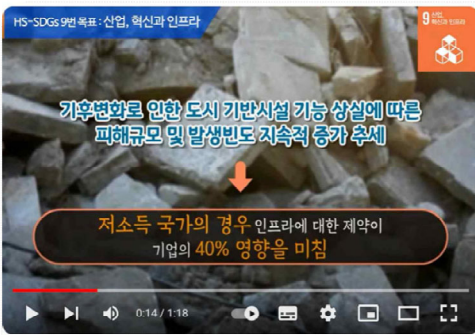 HS-SDGs 9번 목표 : 산업, 혁신과 인프라
9 산업, 혁신과 인프라
기후변화로 인한 도시 기반시설 기능 상실에 따른
피해규모 및 발생빈도 지속적 증가 추세
저소득 국가의 경우 인프라에 대한 제약이
기업의 40% 영향을 미침
0:14 / 1:18